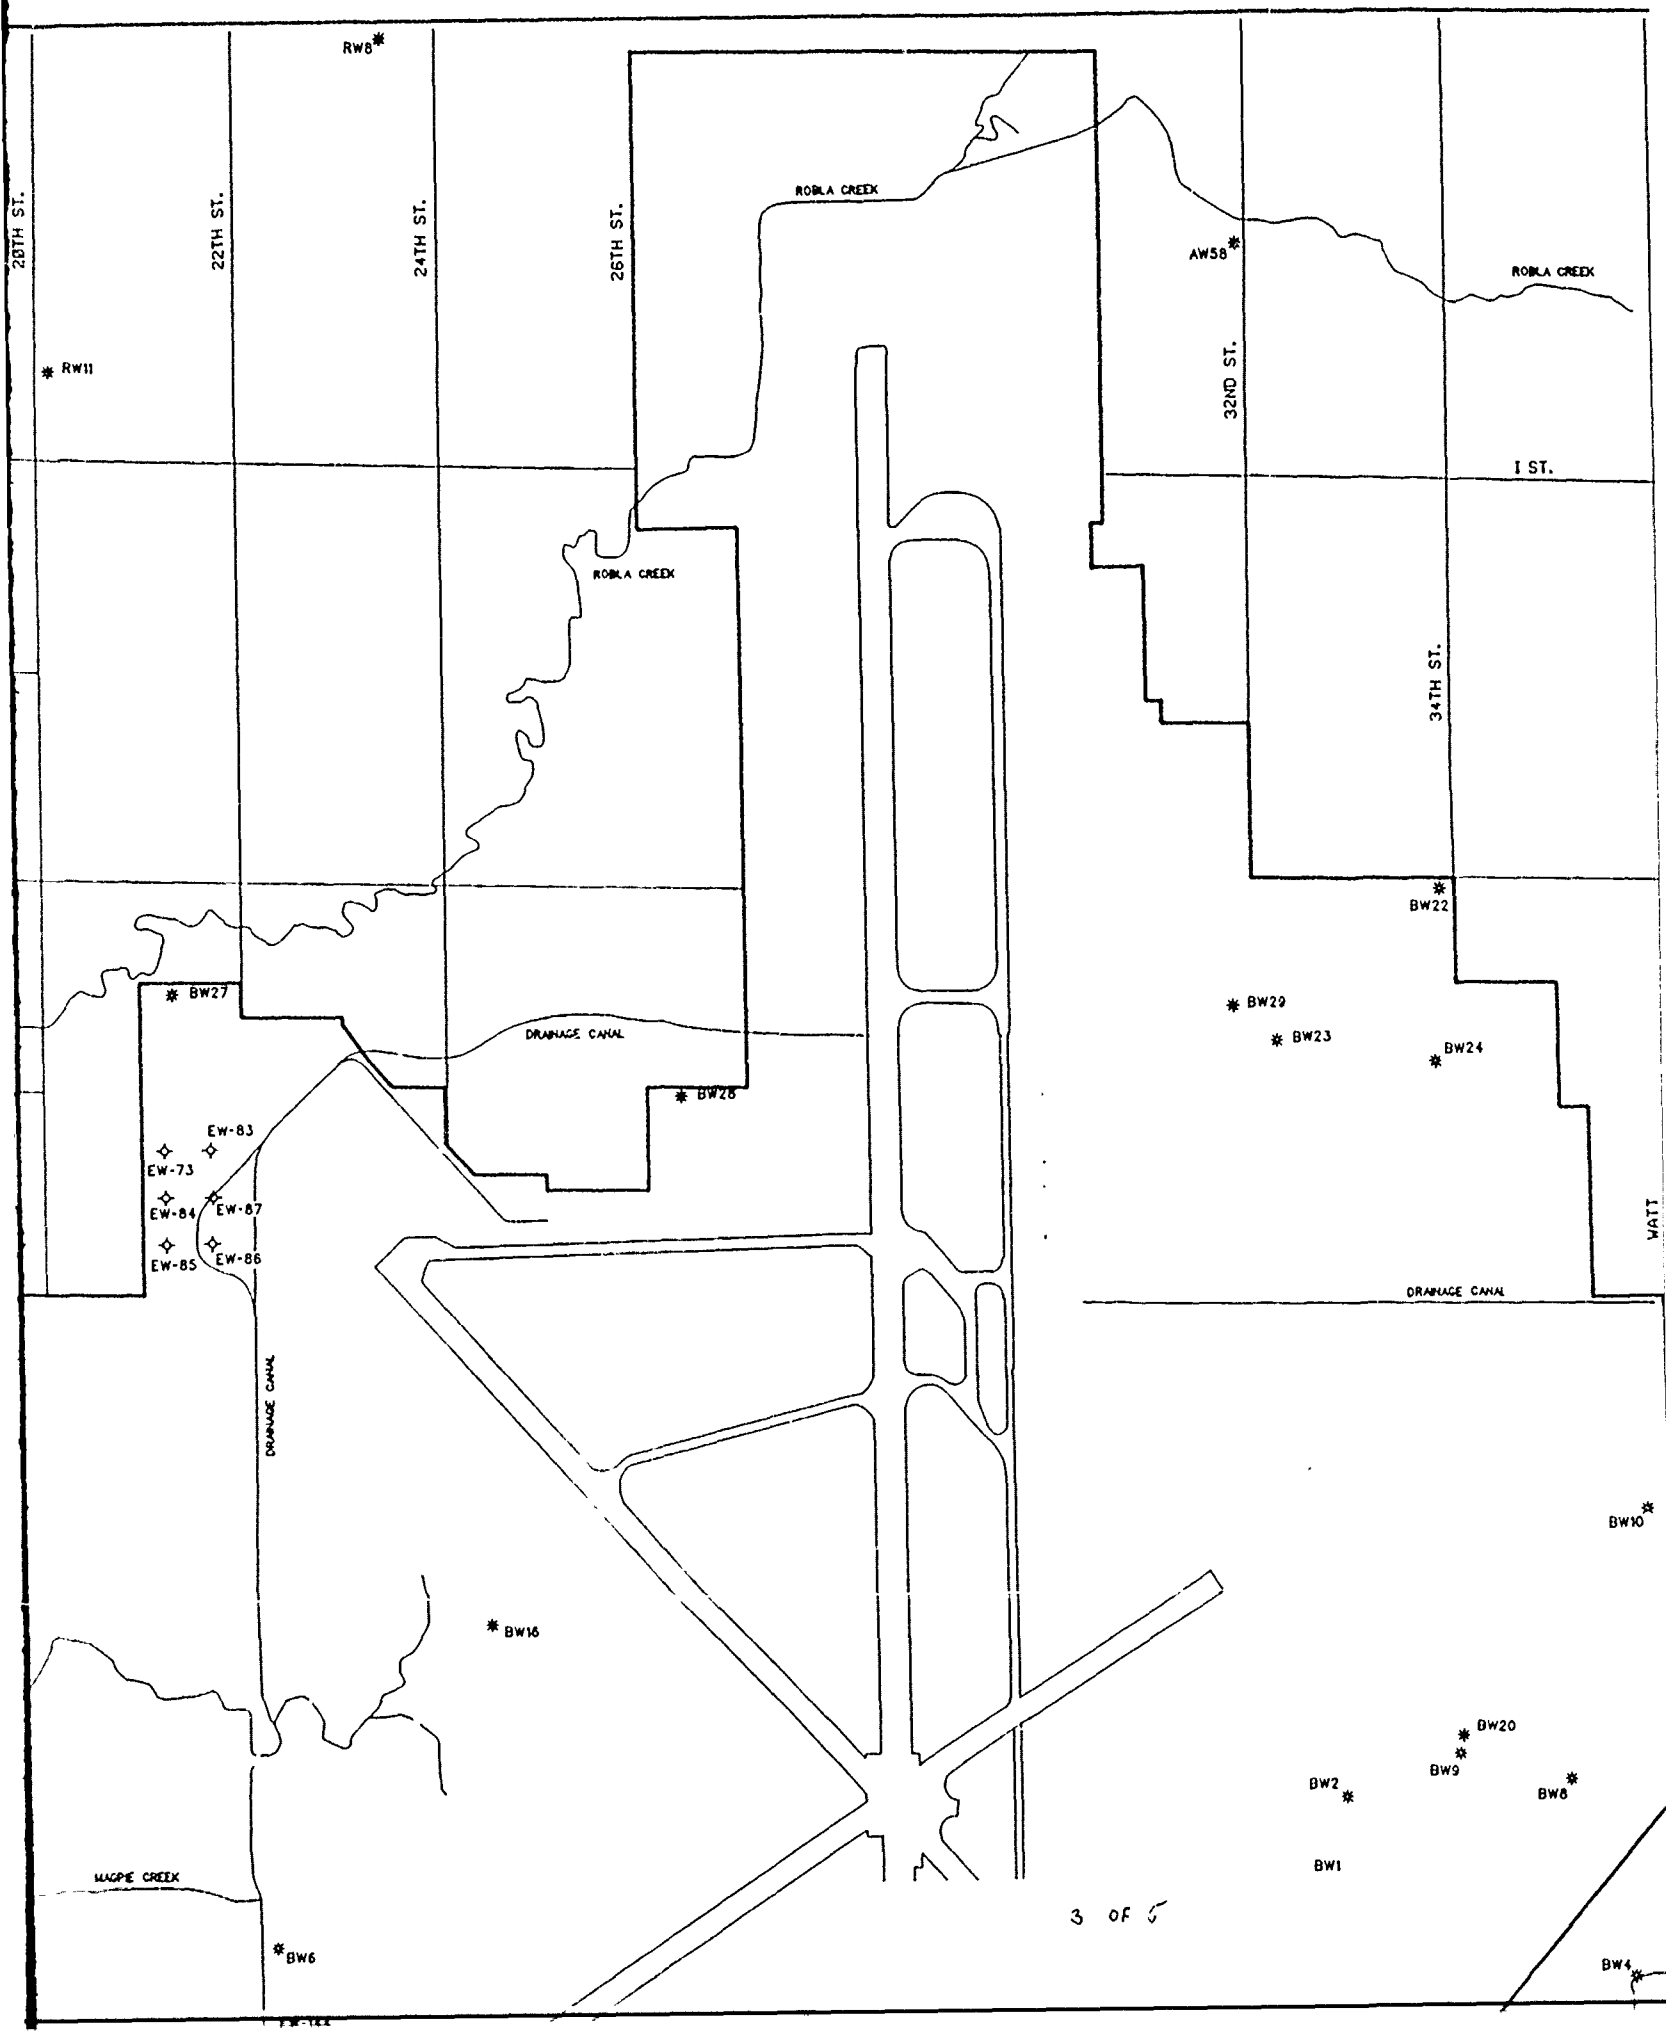 RW8
20TH ST.
22TH ST.
24TH ST.
26TH ST.
ROBLA CREEK
AW58
ROBLA CREEK
32ND ST.
RW11
I ST.
ROBLA CREEK
34TH ST.
BW22
BW27
BW29
DRAINAGE CANAL
BW23
BW24
BW28
EW-83
EW-73
EW-84
EW-87
WATT
EW-85
EW-86
DRAINAGE CANAL
DRAINAGE CANAL
BW10
BW16
BW20
BW9
BW2
BW8
BW1
MAGPIE CREEK
3 OF 5
BW6
BW4